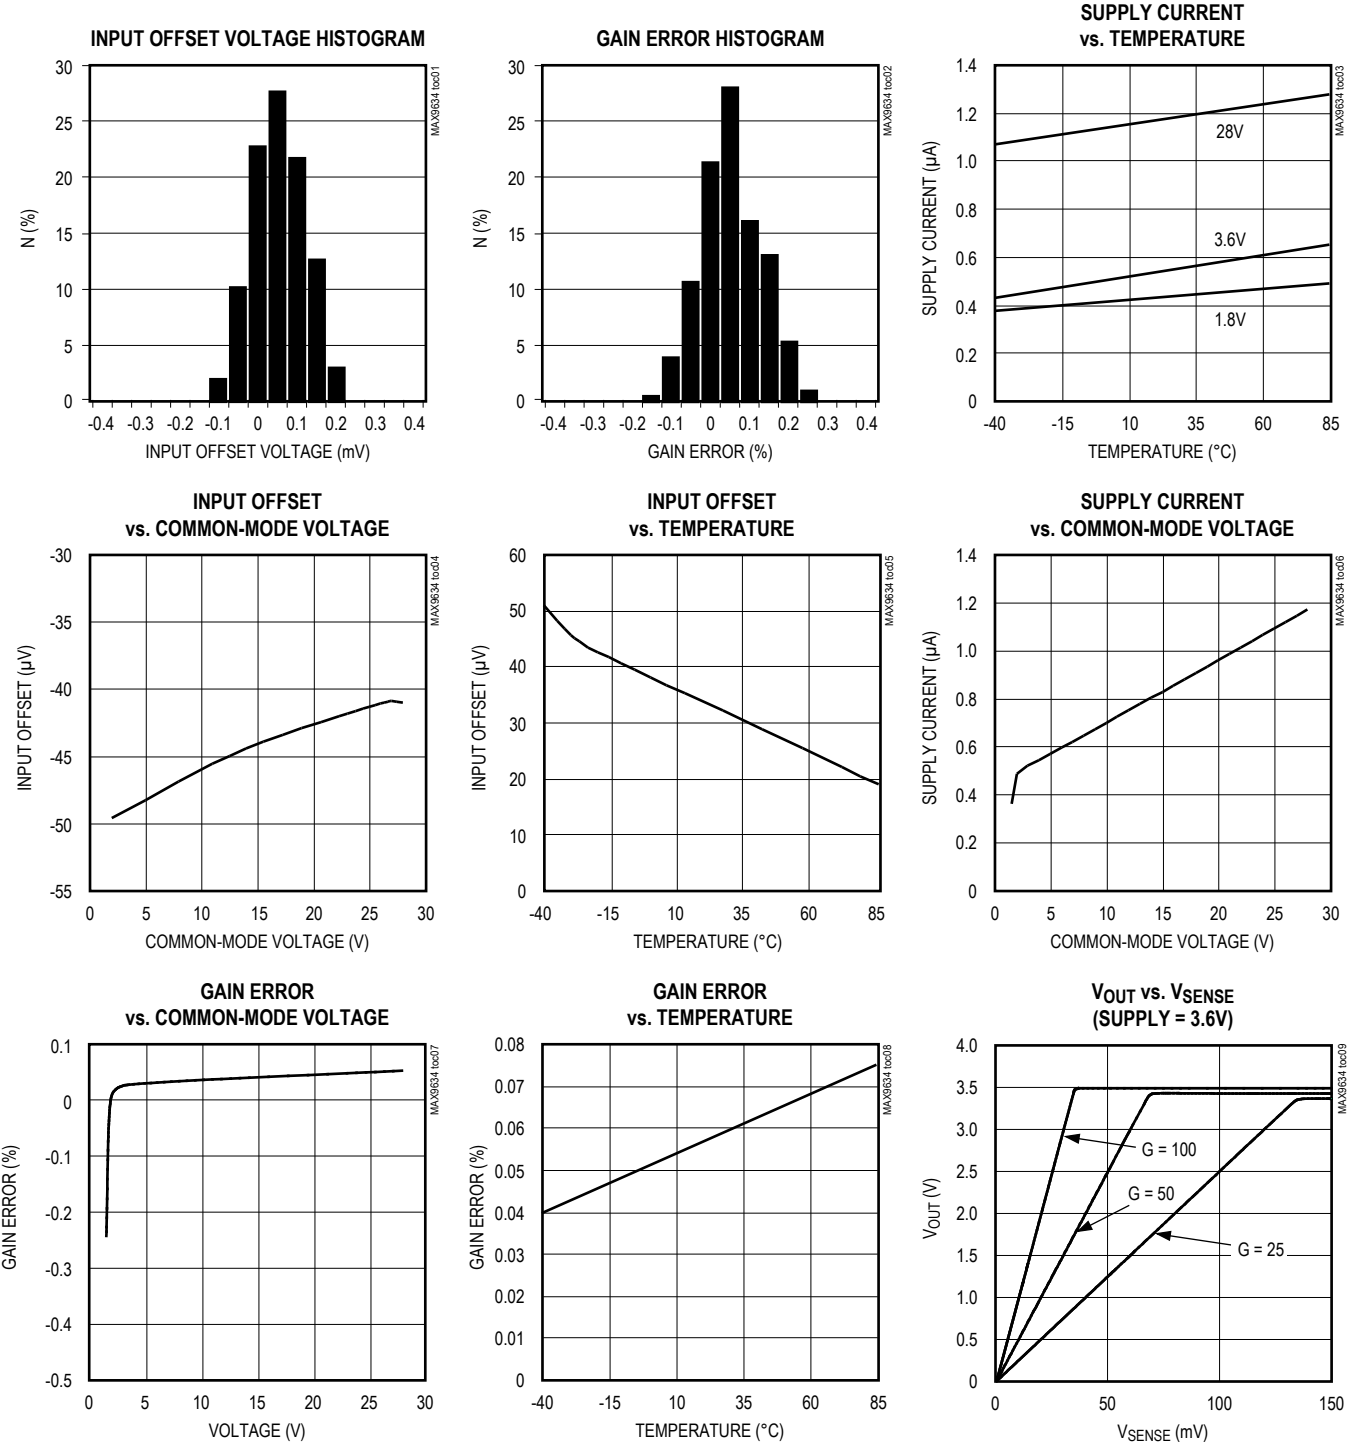 INPUT OFFSET VOLTAGE HISTOGRAM
30
25
20
15
10
5
0
N (%)
-0.4 -0.3 -0.2 -0.1 0 0.1 0.2 0.3 0.4
INPUT OFFSET VOLTAGE (mV)
MAX9634 toc01
GAIN ERROR HISTOGRAM
30
25
20
15
10
5
0
N (%)
-0.4 -0.3 -0.2 -0.1 0 0.1 0.2 0.3 0.4
GAIN ERROR (%)
MAX9634 toc02
SUPPLY CURRENT
vs. TEMPERATURE
1.4
1.2
1.0
0.8
0.6
0.4
0.2
0
SUPPLY CURRENT (µA)
28V
3.6V
1.8V
-40 -15 10 35 60 85
TEMPERATURE (°C)
MAX9634 toc03
INPUT OFFSET
vs. COMMON-MODE VOLTAGE
-30
-35
-40
-45
-50
-55
INPUT OFFSET (µV)
0 5 10 15 20 25 30
COMMON-MODE VOLTAGE (V)
MAX9634 toc04
INPUT OFFSET
vs. TEMPERATURE
60
50
40
30
20
10
0
INPUT OFFSET (µV)
-40 -15 10 35 60 85
TEMPERATURE (°C)
MAX9634 toc05
SUPPLY CURRENT
vs. COMMON-MODE VOLTAGE
1.4
1.2
1.0
0.8
0.6
0.4
0.2
0
SUPPLY CURRENT (µA)
0 5 10 15 20 25 30
COMMON-MODE VOLTAGE (V)
MAX9634 toc06
GAIN ERROR
vs. COMMON-MODE VOLTAGE
0.1
0
-0.1
-0.2
-0.3
-0.4
-0.5
GAIN ERROR (%)
0 5 10 15 20 25 30
VOLTAGE (V)
MAX9634 toc07
GAIN ERROR
vs. TEMPERATURE
0.08
0.07
0.06
0.05
0.04
0.03
0.02
0.01
0
GAIN ERROR (%)
-40 -15 10 35 60 85
TEMPERATURE (°C)
MAX9634 toc08
VOUT vs. VSENSE
(SUPPLY = 3.6V)
4.0
3.5
3.0
2.5
2.0
1.5
1.0
0.5
0
VOUT (V)
G = 100
G = 50
G = 25
0 50 100 150
VSENSE (mV)
MAX9634 toc09